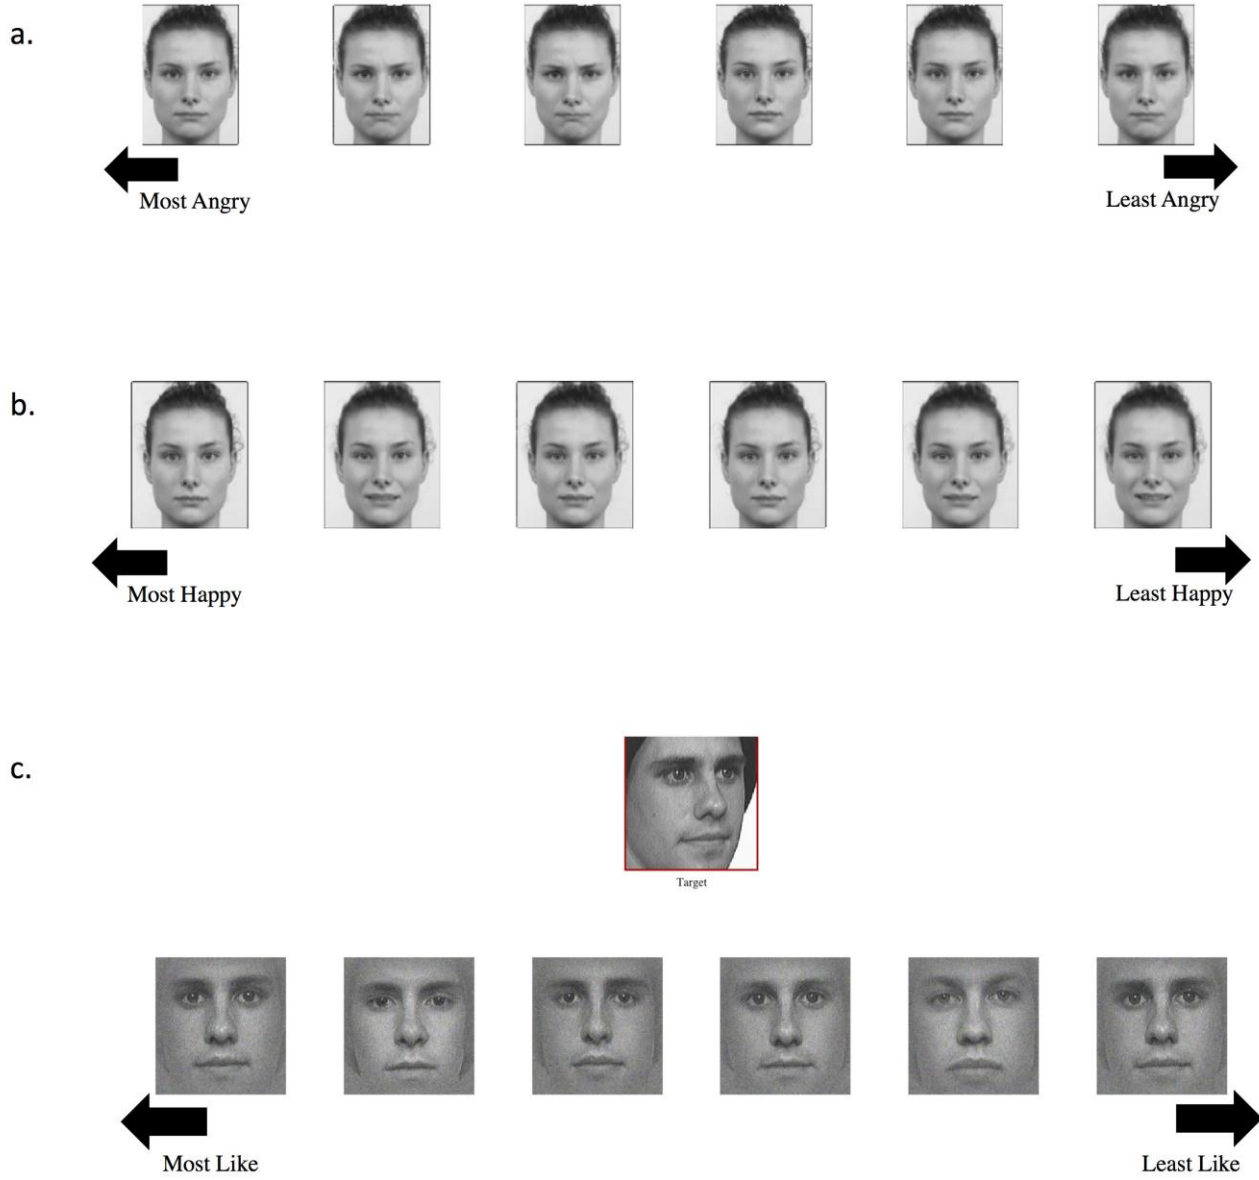 a.
Most Angry
Least Angry
b.
Most Happy
Least Happy
c.
Target
Most Like
Least Like